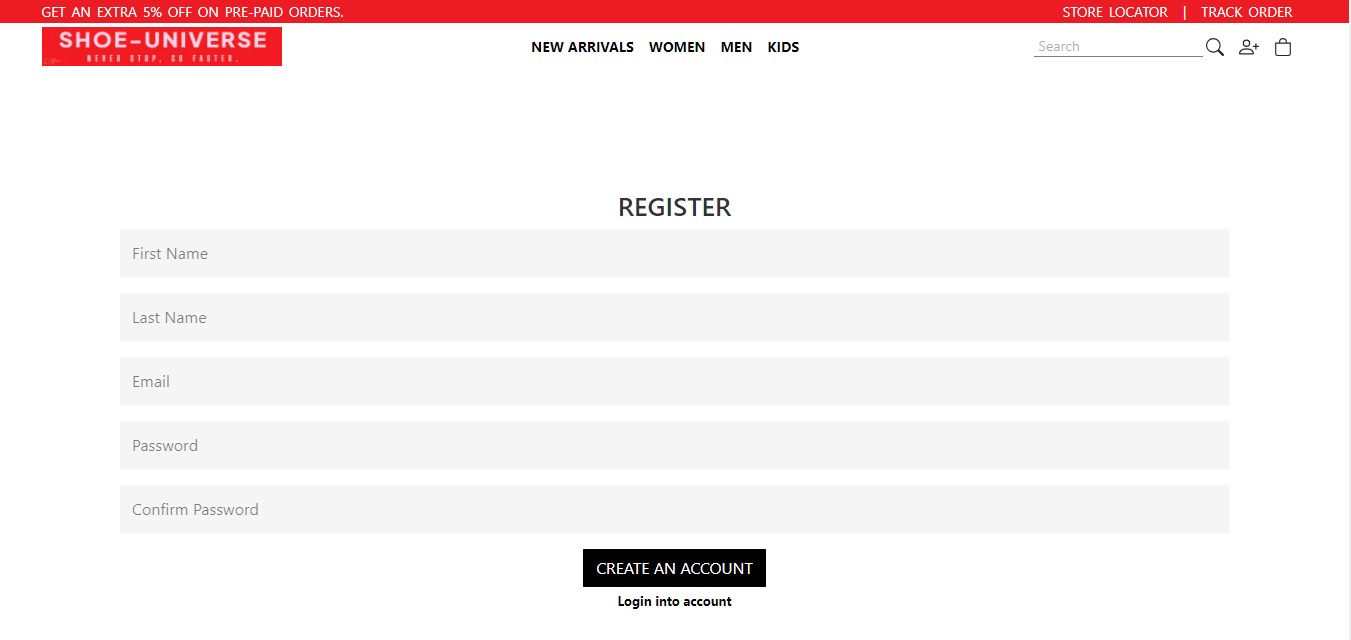 GET AN EXTRA 5% OFF ON PRE-PAID ORDERS.
STORE LOCATOR | TRACK ORDER
SHOE-UNIVERSE
NEVER STOP, GO FASTER.
NEW ARRIVALS WOMEN MEN KIDS
Search
REGISTER
First Name
Last Name
Email
Password
Confirm Password
CREATE AN ACCOUNT
Login into account